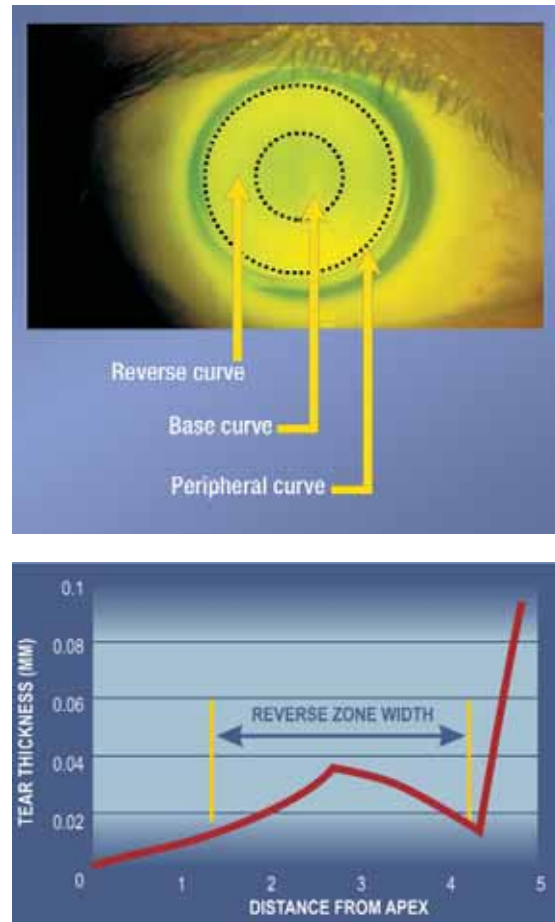 Reverse curve
Base curve
Peripheral curve
0.1
0.08
0.06
0.04
0.02
0
1
2
3
4
5
TEAR THICKNESS (MM)
REVERSE ZONE WIDTH
DISTANCE FROM APEX